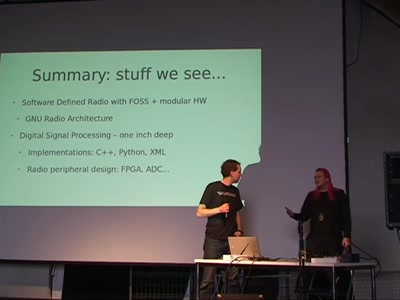 Summary: stuff we see...
- Software Defined Radio with FOSS + modular HW
- GNU Radio Architecture
- Digital Signal Processing – one inch deep
- Implementations: C++, Python, XML
- Radio peripheral design: FPGA, ADC...